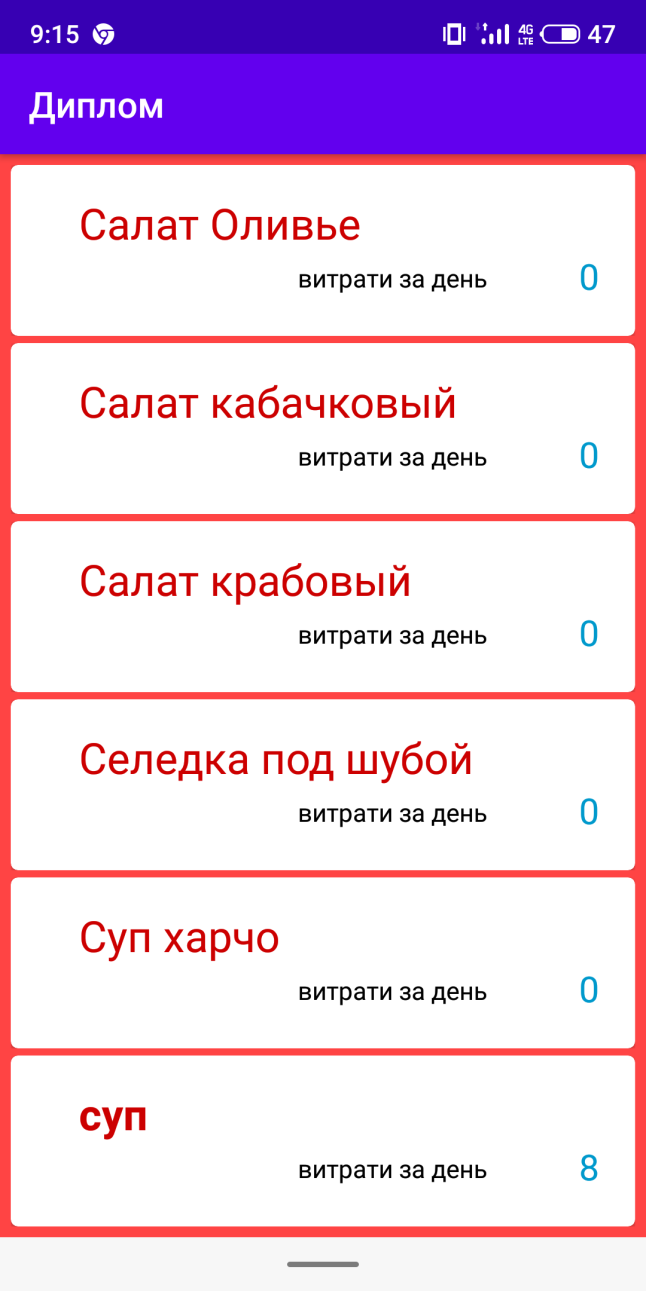 9:15 4G LTE 47
Диплом
Салат Оливье
витрати за день 0
Салат кабачковый
витрати за день 0
Салат крабовый
витрати за день 0
Селедка под шубой
витрати за день 0
Суп харчо
витрати за день 0
суп
витрати за день 8